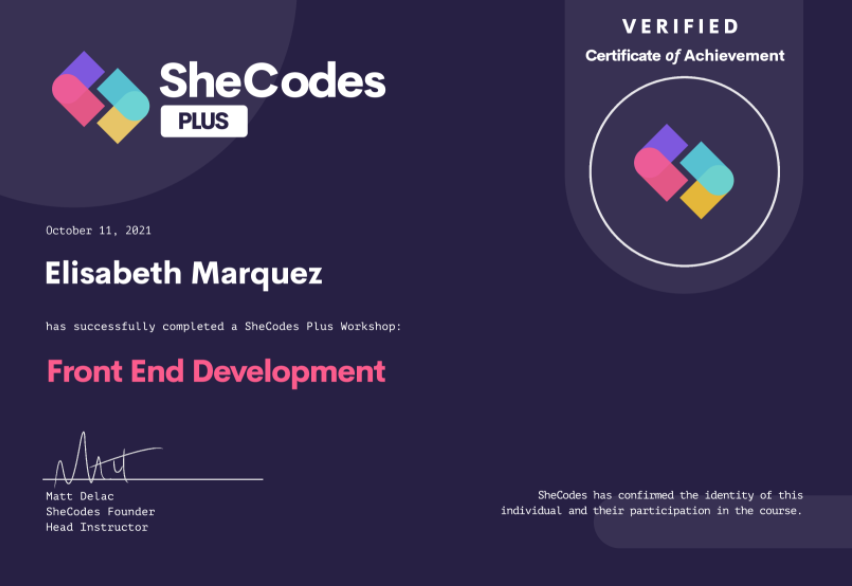 SheCodes
PLUS
VERIFIED
Certificate of Achievement
October 11, 2021
Elisabeth Marquez
has successfully completed a SheCodes Plus Workshop:
Front End Development
Matt
Matt Delac
SheCodes Founder
Head Instructor
SheCodes has confirmed the identity of this
individual and their participation in the course.